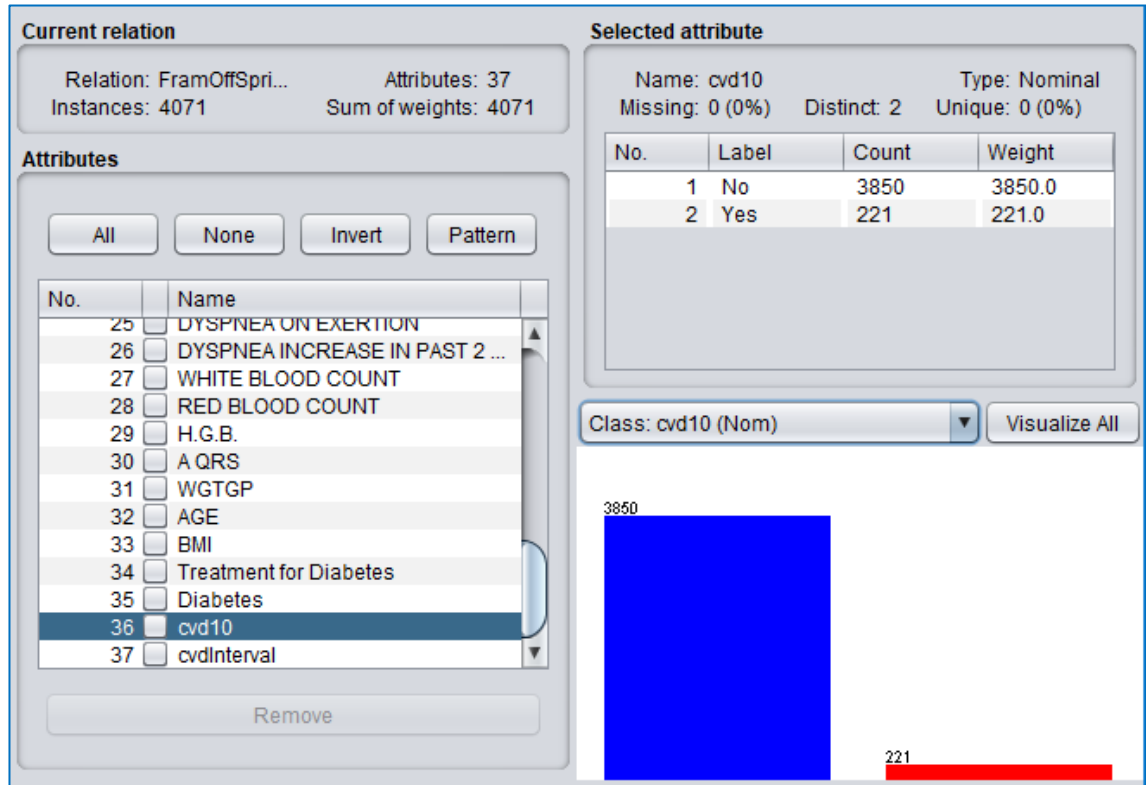 Current relation
Relation: FramOffSpri... Attributes: 37
Instances: 4071 Sum of weights: 4071
Attributes
All None Invert Pattern
No. Name
25 DYSPNEA ON EXERTION
26 DYSPNEA INCREASE IN PAST 2 ...
27 WHITE BLOOD COUNT
28 RED BLOOD COUNT
29 H.G.B.
30 A QRS
31 WGTGP
32 AGE
33 BMI
34 Treatment for Diabetes
35 Diabetes
36 cvd10
37 cvdInterval
Remove
Selected attribute
Name: cvd10 Type: Nominal
Missing: 0 (0%) Distinct: 2 Unique: 0 (0%)
No. Label Count Weight
1 No 3850 3850.0
2 Yes 221 221.0
Class: cvd10 (Nom) Visualize All
3850
221